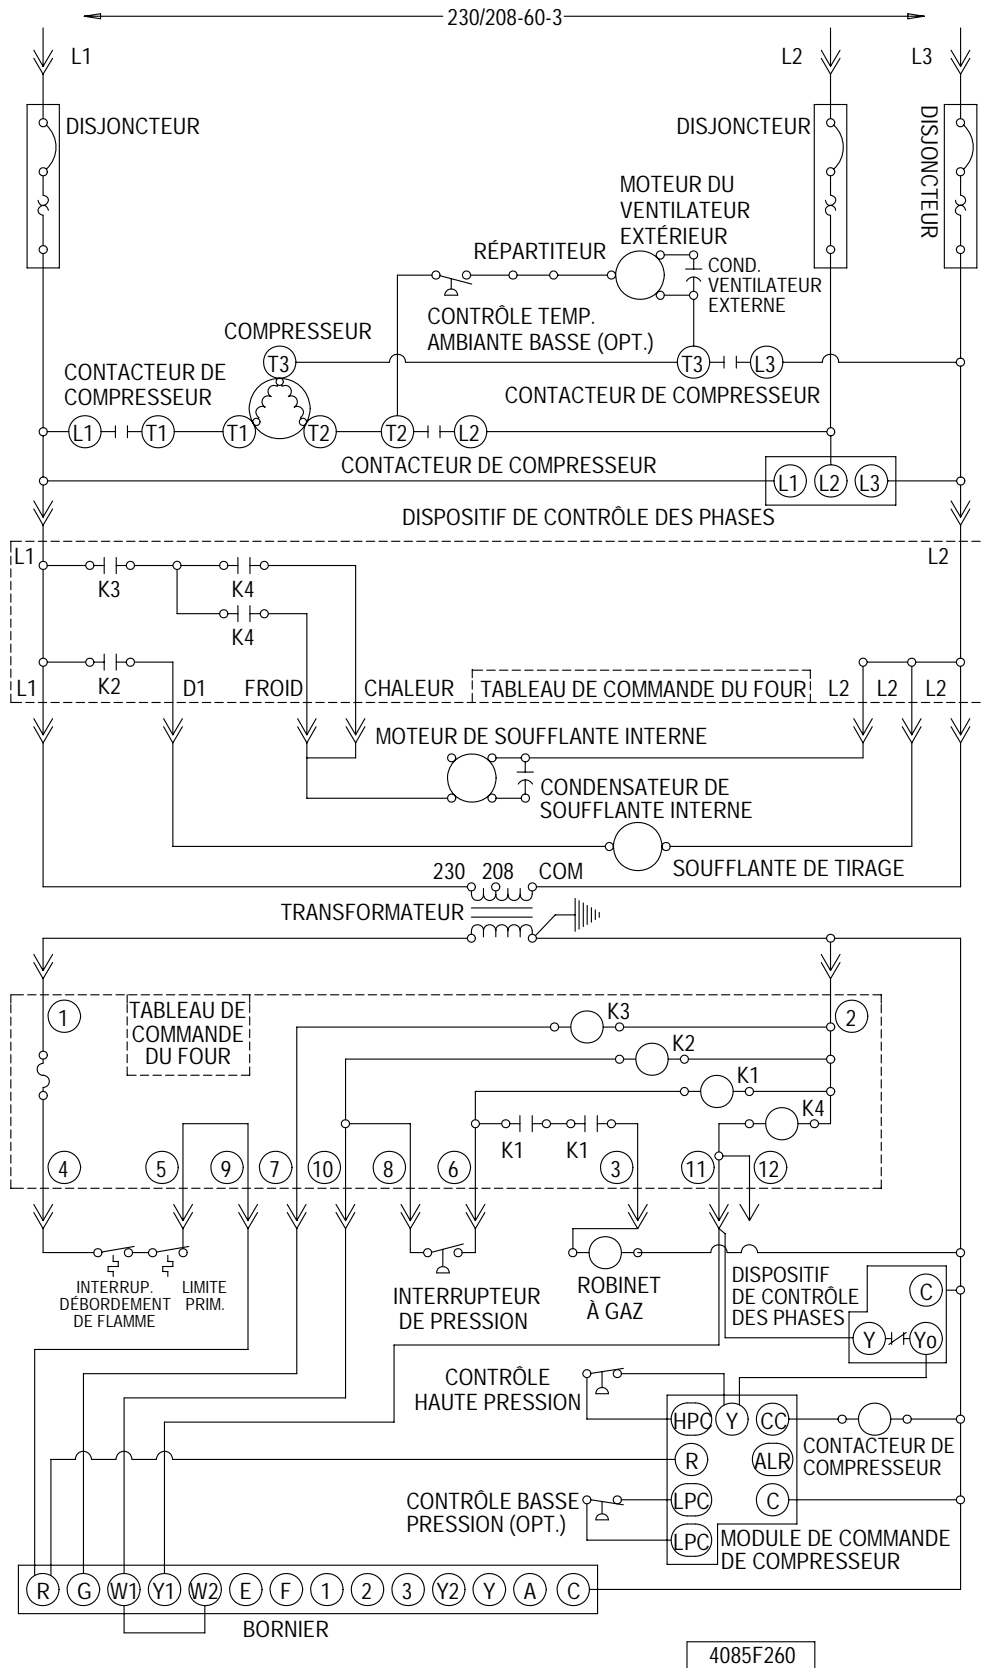 230/208-60-3
L1
L2
L3
DISJONCTEUR
DISJONCTEUR
DISJONCTEUR
MOTEUR DU
VENTILATEUR
EXTÉRIEUR
RÉPARTITEUR
COND.
VENTILATEUR
EXTERNE
CONTRÔLE TEMP.
AMBIANTE BASSE (OPT.)
COMPRESSEUR
T3
T3
L3
CONTACTEUR DE
COMPRESSEUR
CONTACTEUR DE COMPRESSEUR
L1
T1
T1
T2
T2
L2
CONTACTEUR DE COMPRESSEUR
L1
L2
L3
DISPOSITIF DE CONTRÔLE DES PHASES
L1
L2
K3
K4
K4
K2
L1
D1
FROID
CHALEUR
TABLEAU DE COMMANDE DU FOUR
L2
L2
L2
MOTEUR DE SOUFFLANTE INTERNE
CONDENSATEUR DE
SOUFFLANTE INTERNE
SOUFFLANTE DE TIRAGE
230
208
COM
TRANSFORMATEUR
1
TABLEAU DE
COMMANDE
DU FOUR
K3
2
K2
K1
K4
K1
K1
4
5
9
7
10
8
6
3
11
12
INTERRUP.
DÉBORDEMENT
DE FLAMME
LIMITE
PRIM.
INTERRUPTEUR
DE PRESSION
ROBINET
À GAZ
DISPOSITIF
DE CONTRÔLE
DES PHASES
C
Y
Yo
CONTRÔLE
HAUTE PRESSION
HPC
Y
CC
CONTACTEUR DE
COMPRESSEUR
R
ALR
CONTRÔLE BASSE
PRESSION (OPT.)
LPC
C
LPC
MODULE DE COMMANDE
DE COMPRESSEUR
R
G
W1
Y1
W2
E
F
1
2
3
Y2
Y
A
C
BORNIER
4085F260